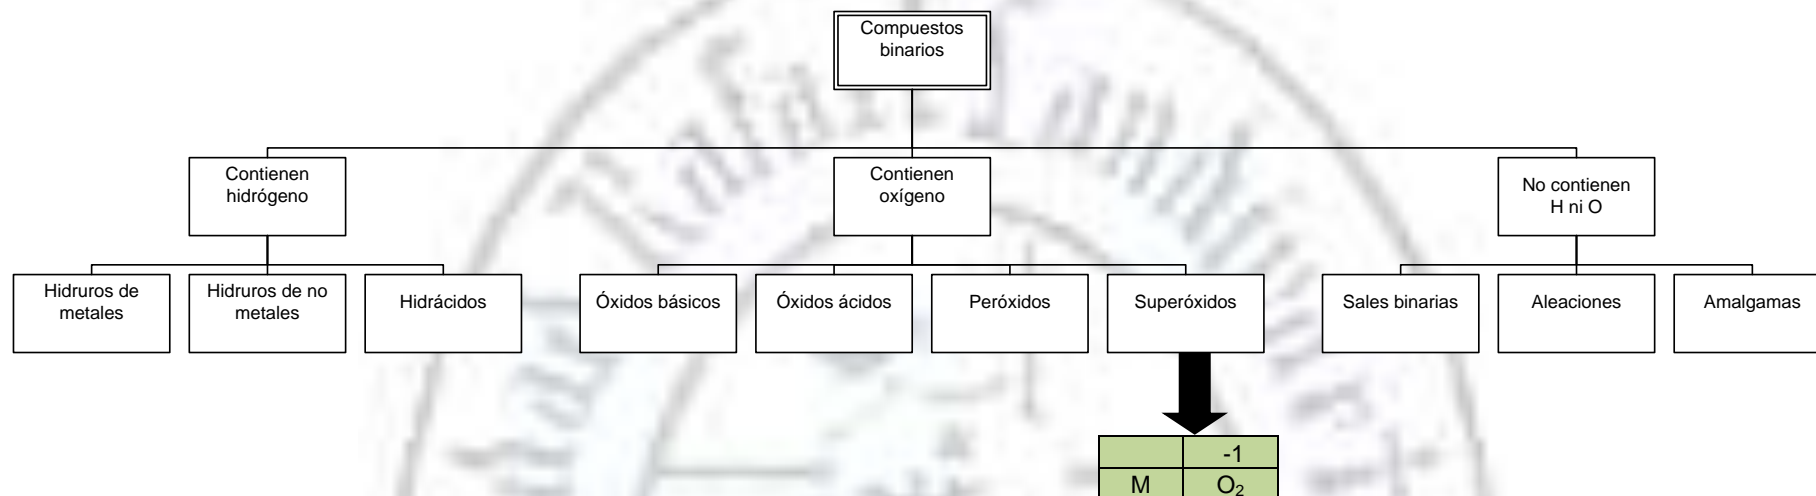 Compuestos
binarios
Contienen
hidrógeno
Contienen
oxígeno
No contienen
H ni O
Hidruros de
metales
Hidruros de no
metales
Hidrácidos
Óxidos básicos
Óxidos ácidos
Peróxidos
Superóxidos
Sales binarias
Aleaciones
Amalgamas
-1
M O₂